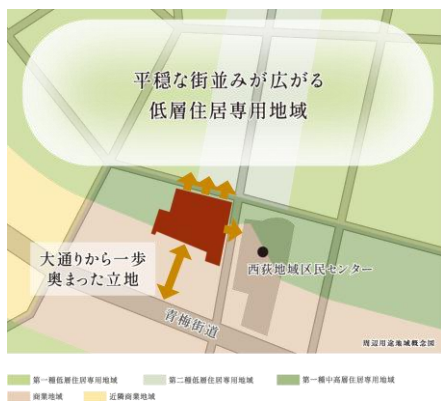 平穏な街並みが広がる
低層住居専用地域
大通りから一歩
奥まった立地
西荻地域区民センター
青梅街道
周辺用途地域概念図
第一種低層住居専用地域
第二種低層住居専用地域
第一種中高層住居専用地域
商業地域
近隣商業地域